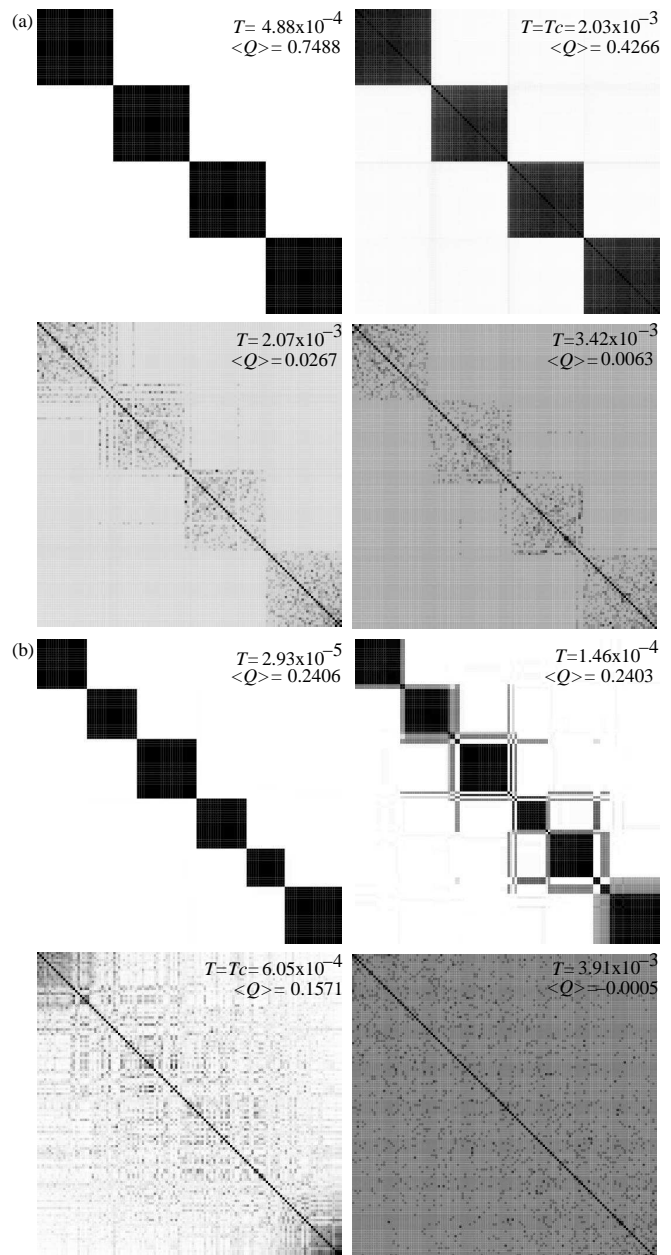 (a)
T= 4.88x10⁻⁴
<Q>= 0.7488
T=Tc= 2.03x10⁻³
<Q>= 0.4266
T= 2.07x10⁻³
<Q>= 0.0267
T=3.42x10⁻³
<Q>= 0.0063
(b)
T= 2.93x10⁻⁵
<Q>= 0.2406
T=1.46x10⁻⁴
<Q>= 0.2403
T=Tc= 6.05x10⁻⁴
<Q>= 0.1571
T=3.91x10⁻³
<Q>=−0.0005